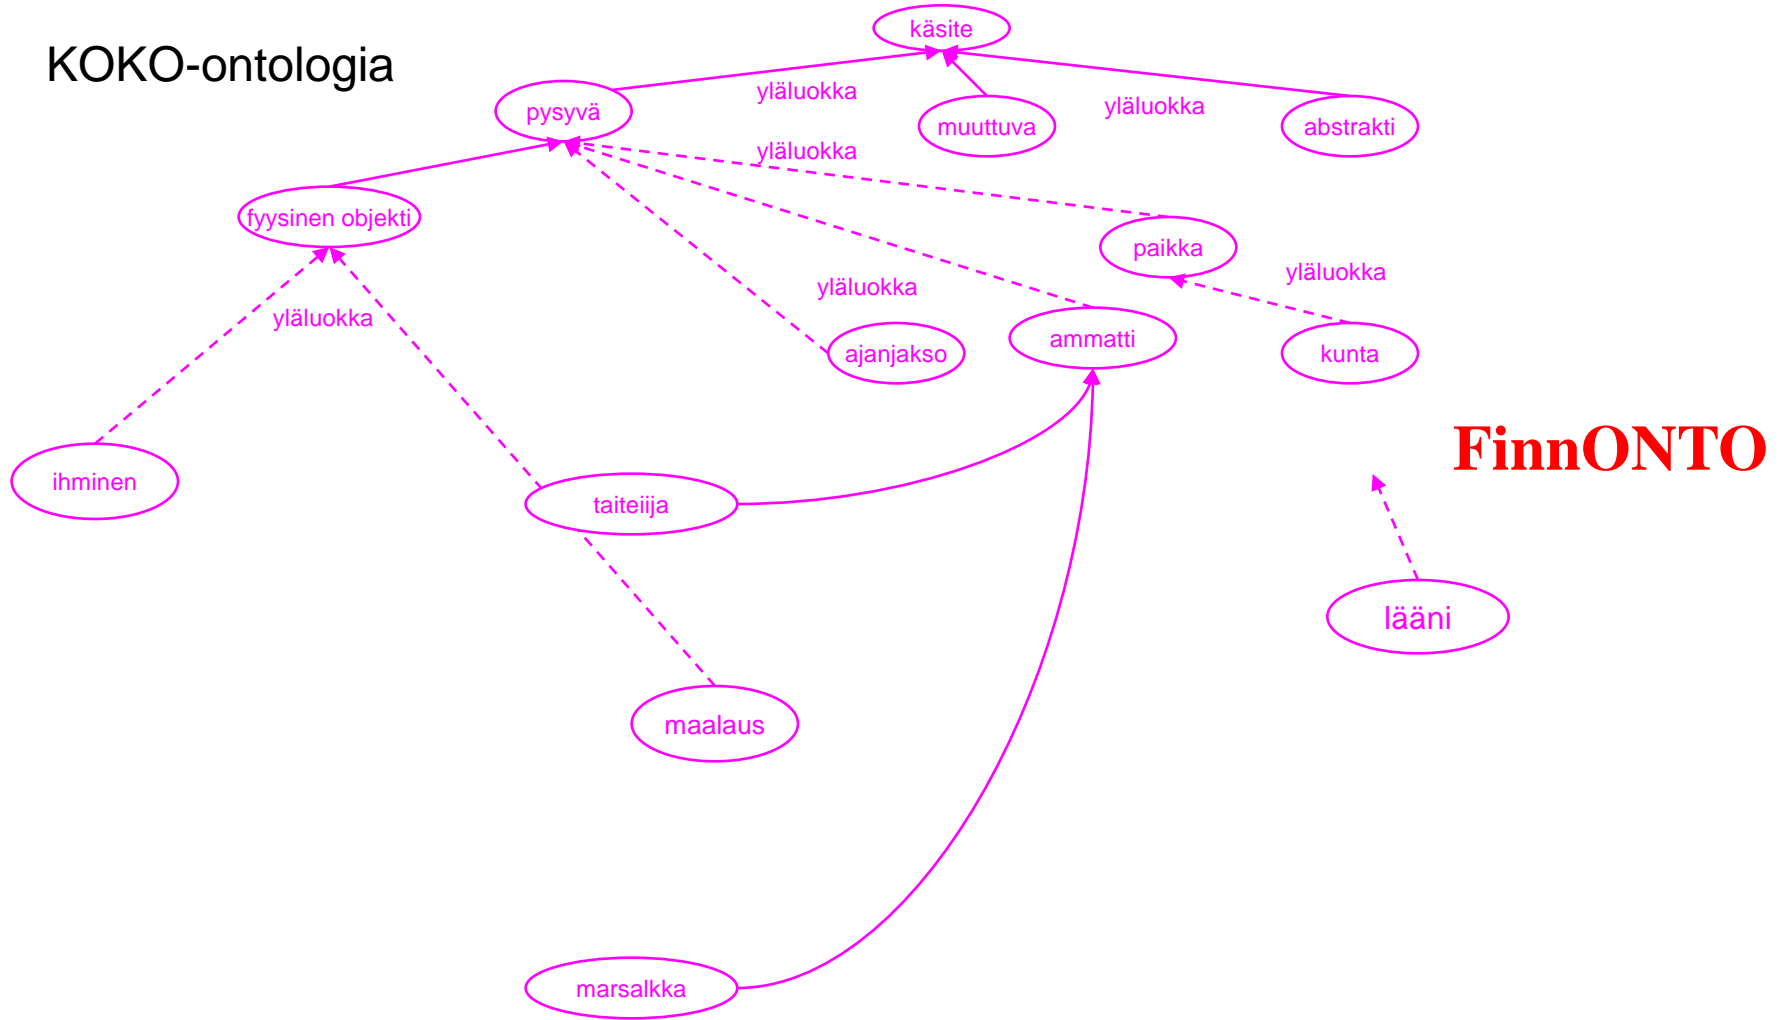 käsite
KOKO-ontologia
yläluokka
pysyvä
yläluokka
muuttuva
abstrakti
yläluokka
fyysinen objekti
paikka
yläluokka
yläluokka
yläluokka
ammatti
ajanjakso
kunta
FinnONTO
ihminen
taiteiija
lääni
maalaus
marsalkka